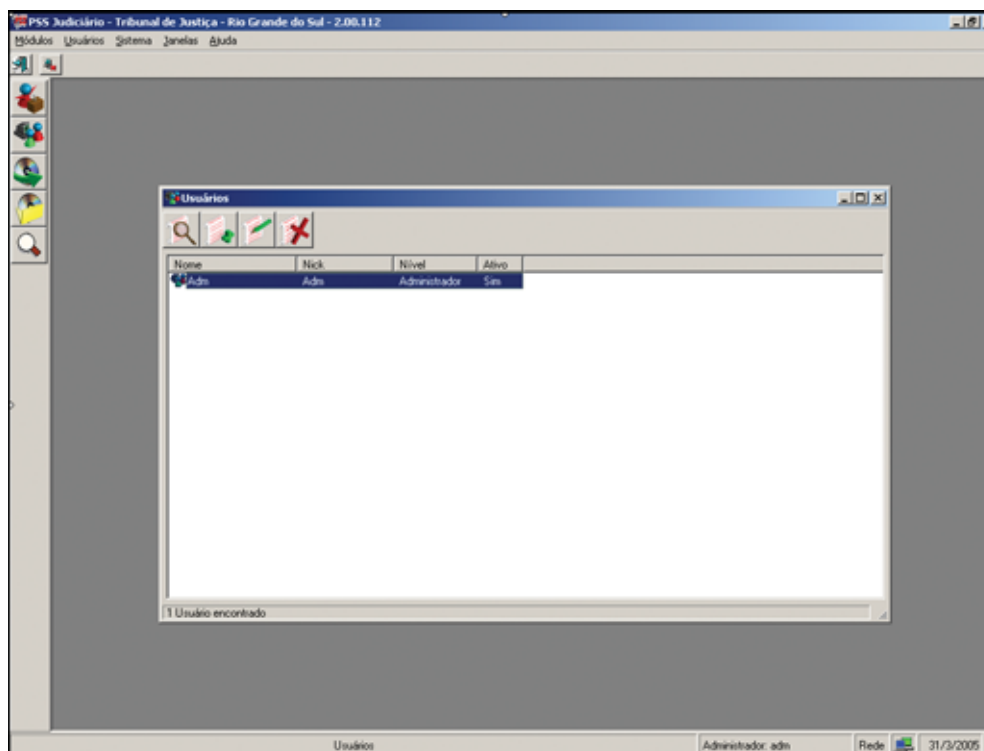 PSS Judiciário - Tribunal de Justiça - Rio Grande do Sul - 2.00.112
Módulos Usuários Sistema Janelas Ajuda
Usuários
Nome Nick Nível Ativo
Adm Adm Administrador Sim
1 Usuário encontrado
Usuários Administrador: adm Rede 31/3/2005